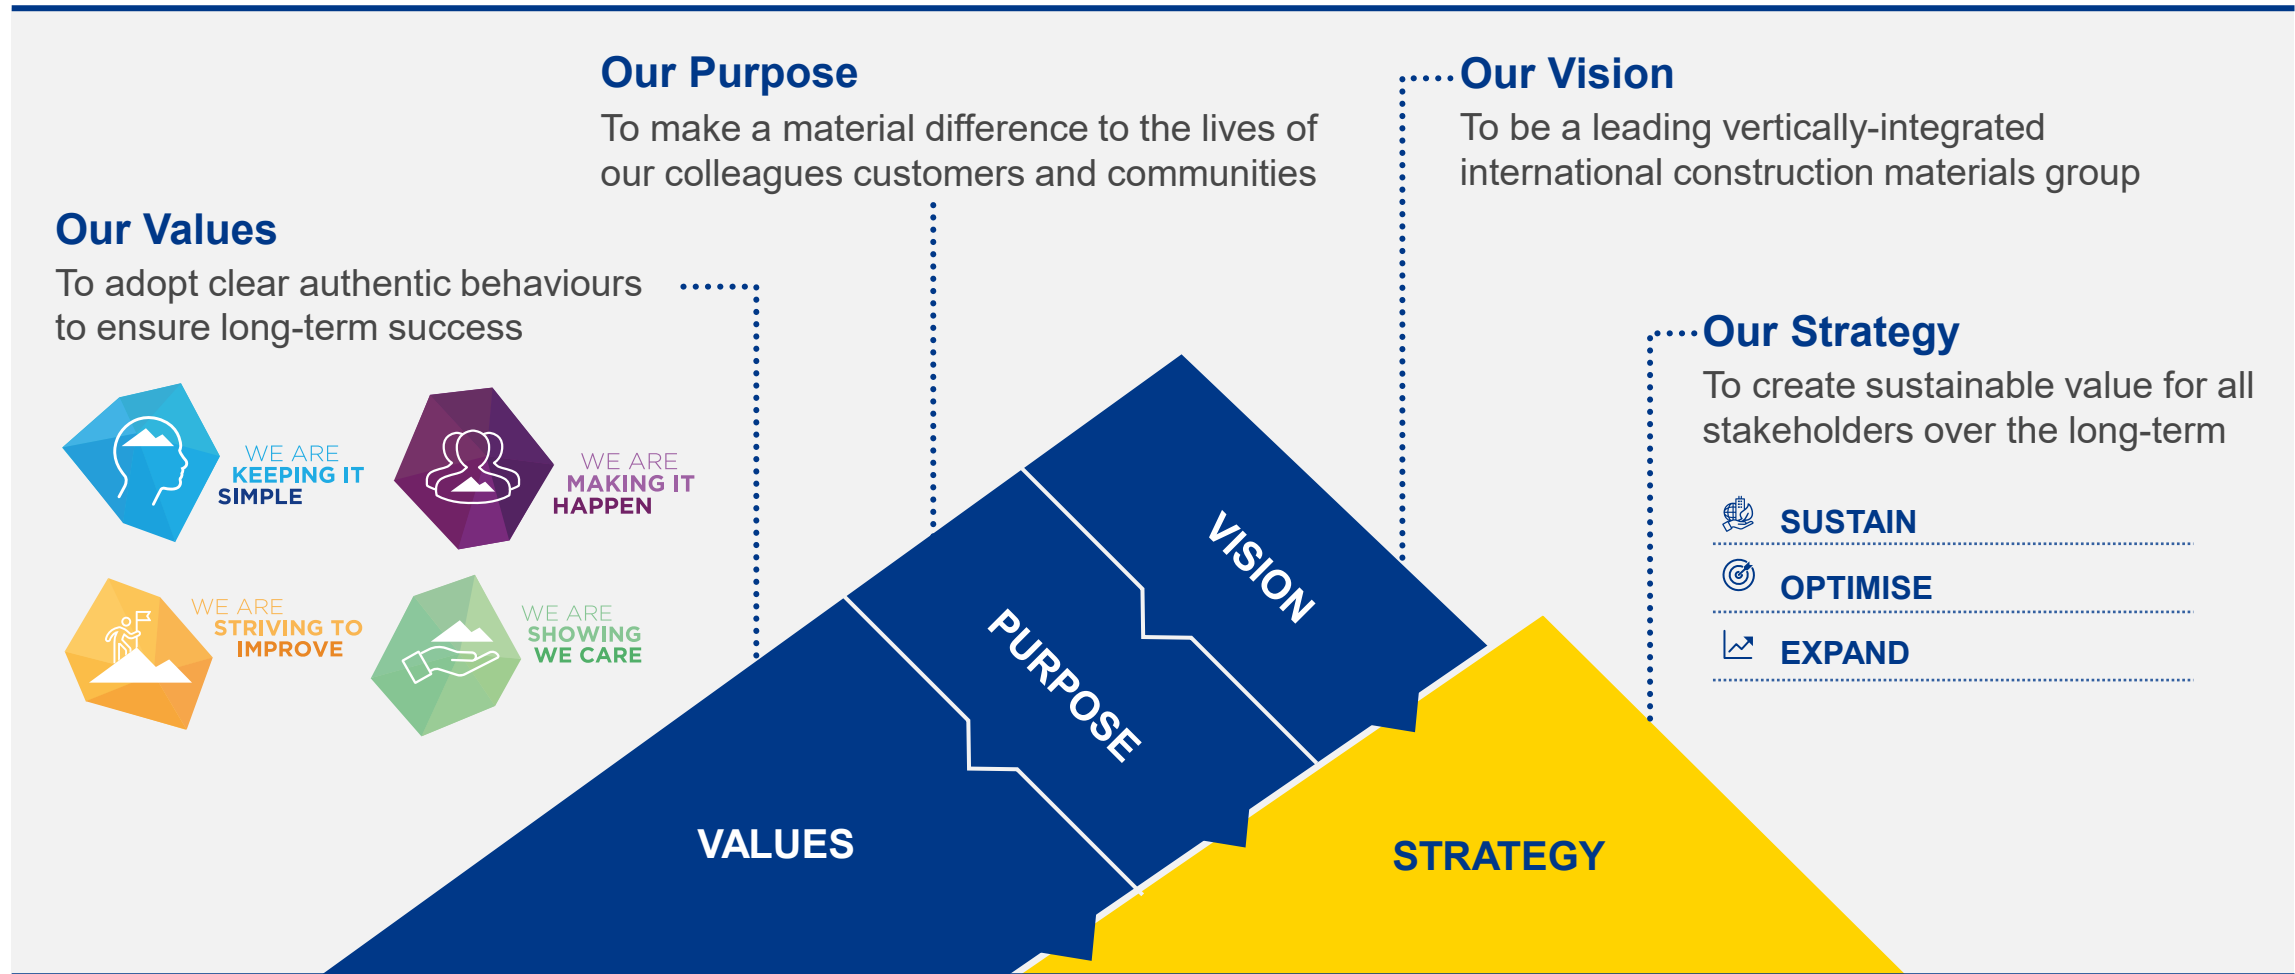 Our Purpose
To make a material difference to the lives of
our colleagues customers and communities
Our Vision
To be a leading vertically-integrated
international construction materials group
Our Values
To adopt clear authentic behaviours
to ensure long-term success
WE ARE
KEEPING IT
SIMPLE
WE ARE
MAKING IT
HAPPEN
WE ARE
STRIVING TO
IMPROVE
WE ARE
SHOWING
WE CARE
Our Strategy
To create sustainable value for all
stakeholders over the long-term
SUSTAIN
OPTIMISE
EXPAND
VISION
PURPOSE
VALUES
STRATEGY